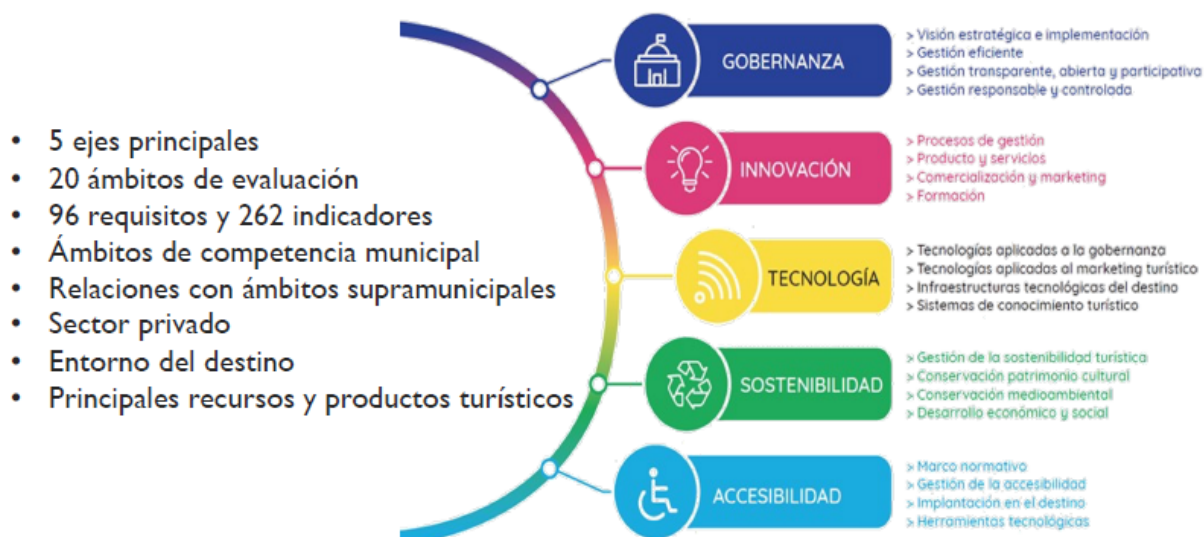 • 5 ejes principales
• 20 ámbitos de evaluación
• 96 requisitos y 262 indicadores
• Ámbitos de competencia municipal
• Relaciones con ámbitos supramunicipales
• Sector privado
• Entorno del destino
• Principales recursos y productos turísticos
GOBERNANZA
> Visión estratégica e implementación
> Gestión eficiente
> Gestión transparente, abierta y participativa
> Gestión responsable y controlada
INNOVACIÓN
> Procesos de gestión
> Producto y servicios
> Comercialización y marketing
> Formación
TECNOLOGÍA
> Tecnologías aplicadas a la gobernanza
> Tecnologías aplicadas al marketing turístico
> Infraestructuras tecnológicas del destino
> Sistemas de conocimiento turístico
SOSTENIBILIDAD
> Gestión de la sostenibilidad turística
> Conservación patrimonio cultural
> Conservación medioambiental
> Desarrollo económico y social
ACCESIBILIDAD
> Marco normativo
> Gestión de la accesibilidad
> Implantación en el destino
> Herramientas tecnológicas